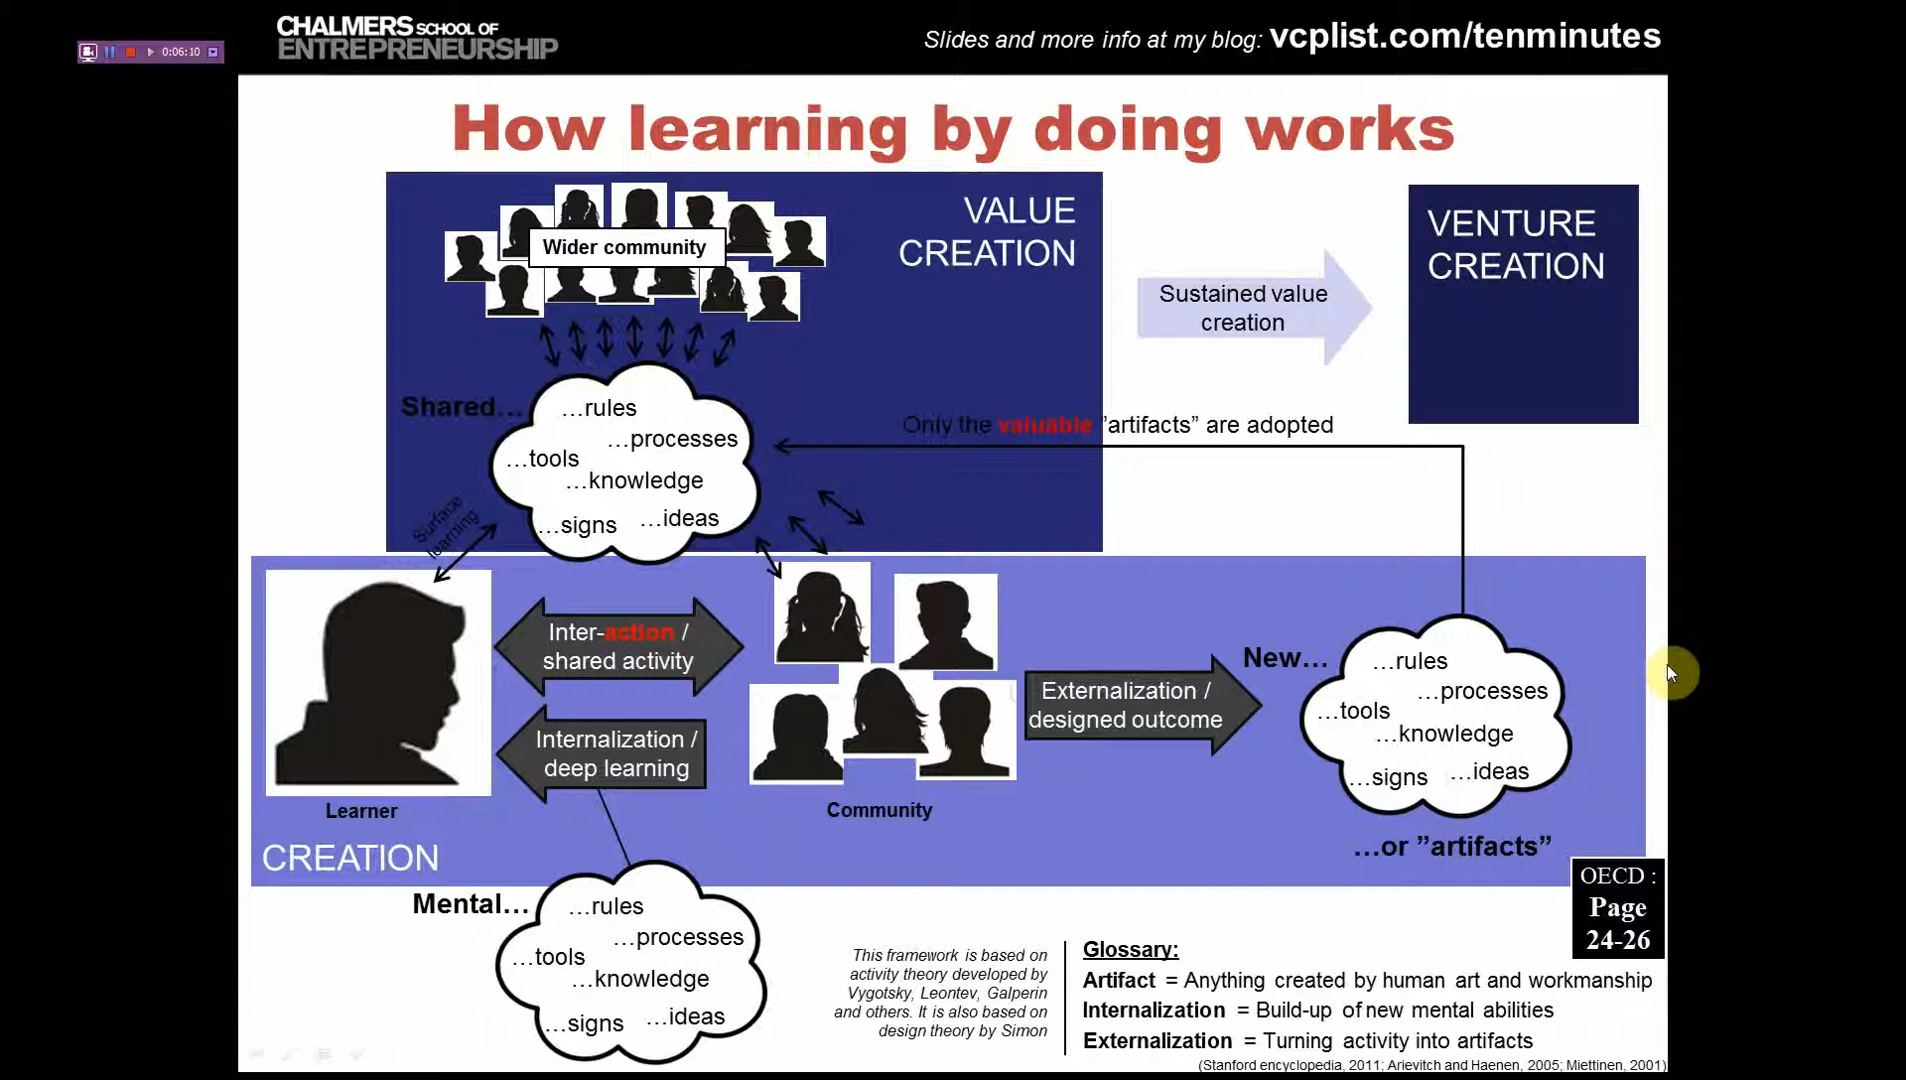 CHALMERS SCHOOL OF
ENTREPRENEURSHIP
Slides and more info at my blog: vcplist.com/tenminutes
0:06:10
How learning by doing works
Wider community
VALUE
CREATION
Sustained value
creation
VENTURE
CREATION
Shared...
...rules
...processes
...tools
...knowledge
...signs
...ideas
Only the valuable ”artifacts” are adopted
Surface
learning
Inter-action /
shared activity
Internalization /
deep learning
Learner
Community
Externalization /
designed outcome
New...
...rules
...processes
...tools
...knowledge
...signs
...ideas
...or ”artifacts”
CREATION
Mental...
...rules
...processes
...tools
...knowledge
...signs
...ideas
OECD :
Page
24-26
This framework is based on
activity theory developed by
Vygotsky, Leontev, Galperin
and others. It is also based on
design theory by Simon
Glossary:
Artifact = Anything created by human art and workmanship
Internalization = Build-up of new mental abilities
Externalization = Turning activity into artifacts
(Stanford encyclopedia, 2011; Arievitch and Haenen, 2005; Miettinen, 2001)